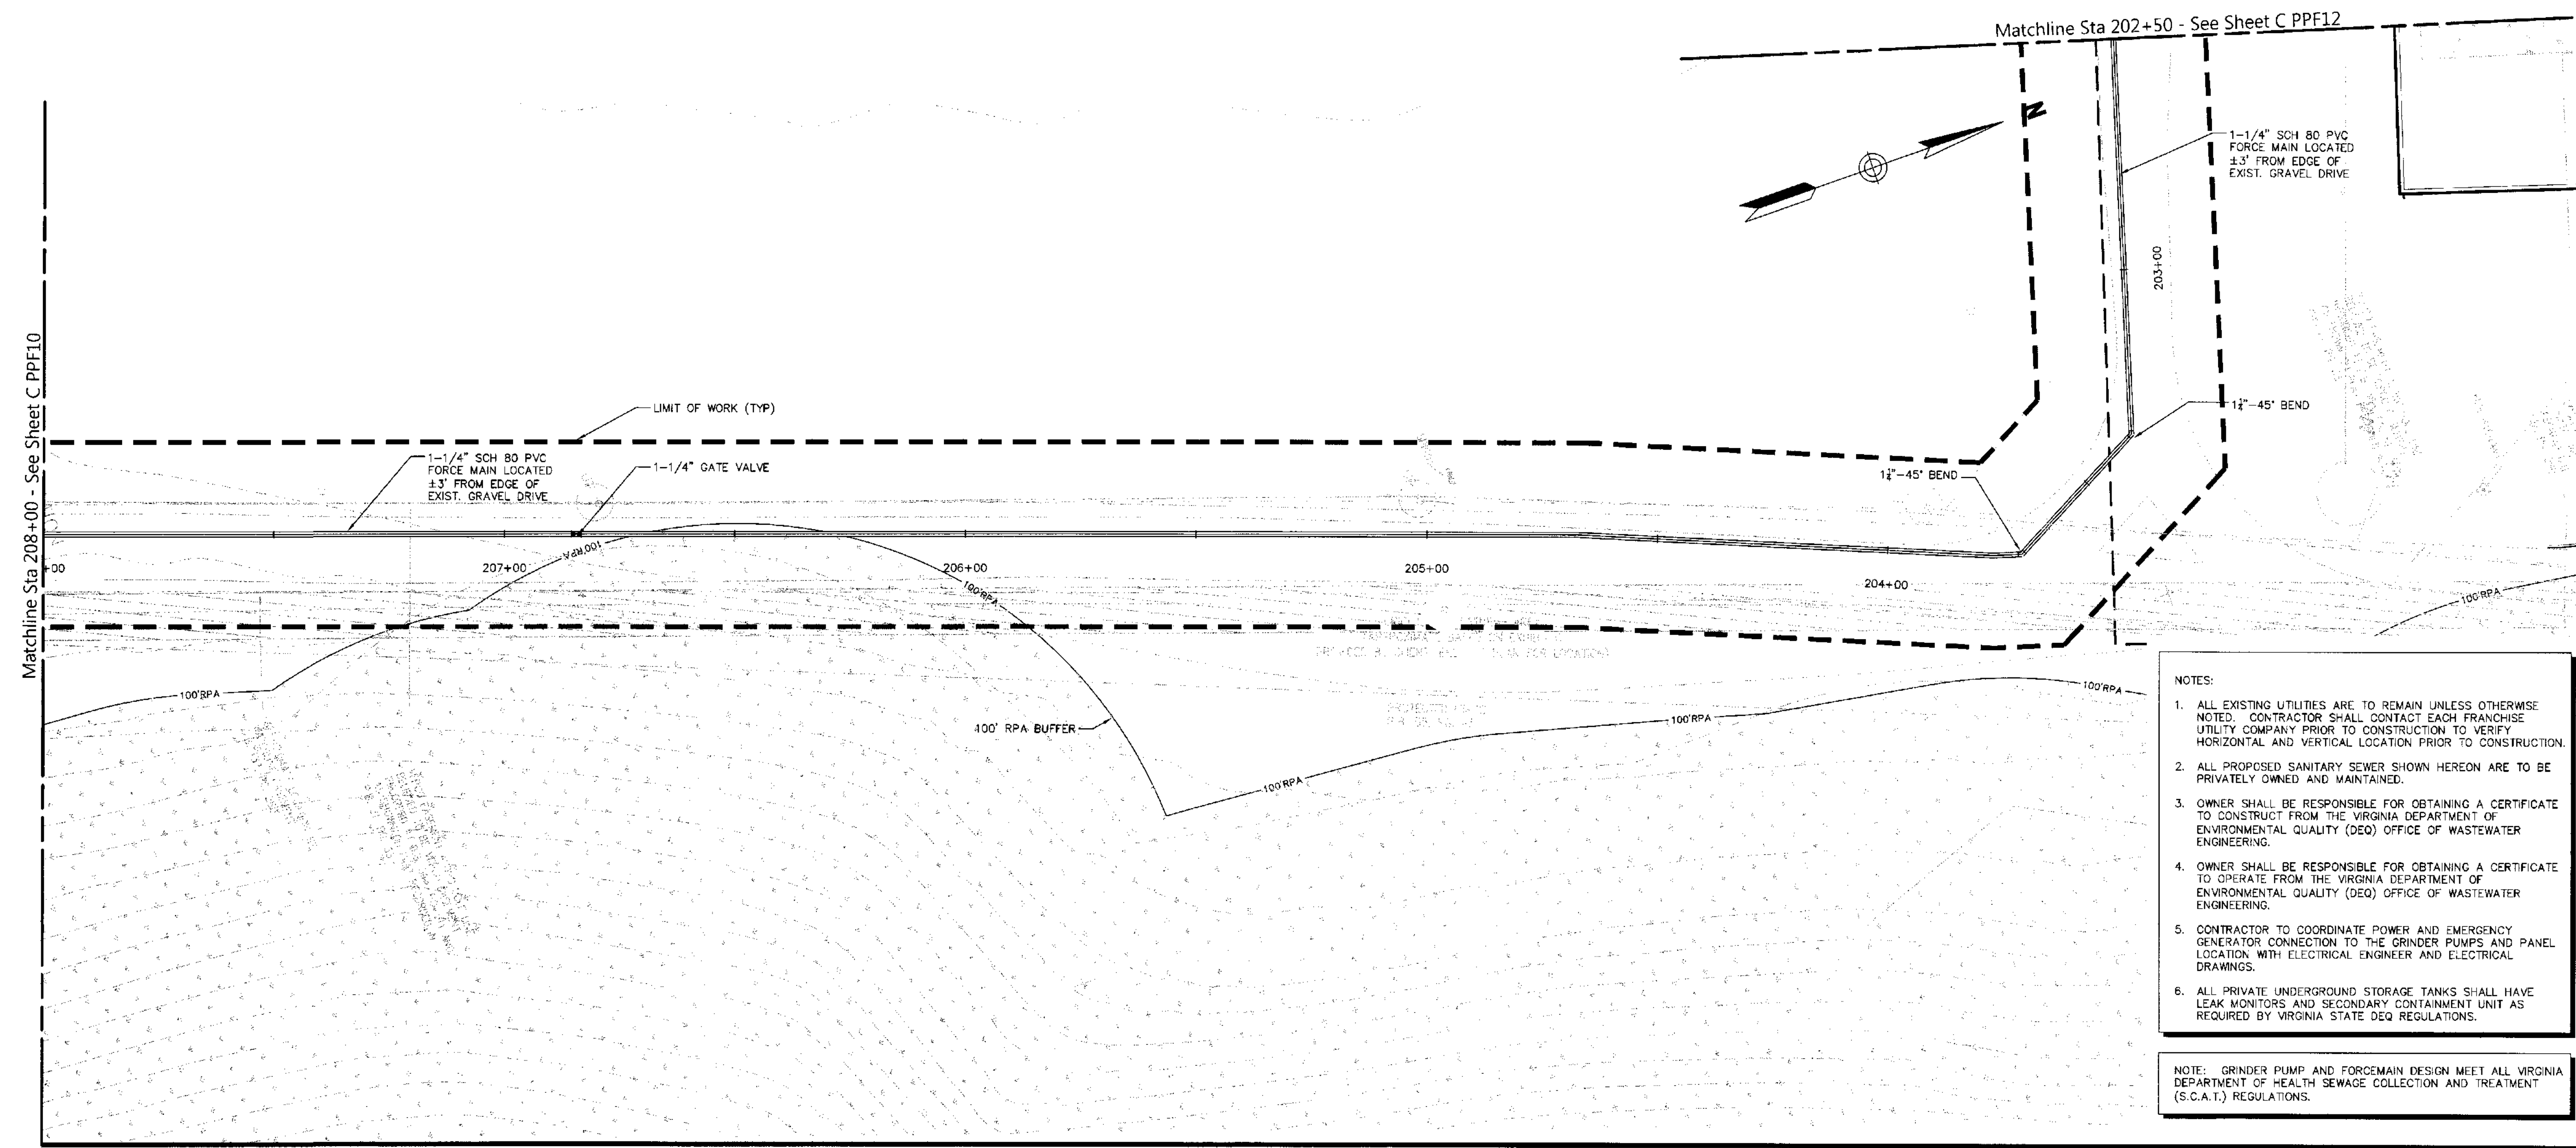 Matchline Sta 202+50 - See Sheet C PPF12
N
1-1/4" SCH 80 PVC
FORCE MAIN LOCATED
±3' FROM EDGE OF
EXIST. GRAVEL DRIVE
203+00
1¼"-45° BEND
Matchline Sta 208+00 - See Sheet C PPF10
LIMIT OF WORK (TYP)
1-1/4" SCH 80 PVC
FORCE MAIN LOCATED
±3' FROM EDGE OF
EXIST. GRAVEL DRIVE
1-1/4" GATE VALVE
1¼"-45° BEND
+00
207+00
206+00
205+00
204+00
100'RPA
100'RPA
100'RPA
100'RPA
100' RPA BUFFER
100'RPA
100'RPA
100'RPA
NOTES:
1. ALL EXISTING UTILITIES ARE TO REMAIN UNLESS OTHERWISE
NOTED. CONTRACTOR SHALL CONTACT EACH FRANCHISE
UTILITY COMPANY PRIOR TO CONSTRUCTION TO VERIFY
HORIZONTAL AND VERTICAL LOCATION PRIOR TO CONSTRUCTION.
2. ALL PROPOSED SANITARY SEWER SHOWN HEREON ARE TO BE
PRIVATELY OWNED AND MAINTAINED.
3. OWNER SHALL BE RESPONSIBLE FOR OBTAINING A CERTIFICATE
TO CONSTRUCT FROM THE VIRGINIA DEPARTMENT OF
ENVIRONMENTAL QUALITY (DEQ) OFFICE OF WASTEWATER
ENGINEERING.
4. OWNER SHALL BE RESPONSIBLE FOR OBTAINING A CERTIFICATE
TO OPERATE FROM THE VIRGINIA DEPARTMENT OF
ENVIRONMENTAL QUALITY (DEQ) OFFICE OF WASTEWATER
ENGINEERING.
5. CONTRACTOR TO COORDINATE POWER AND EMERGENCY
GENERATOR CONNECTION TO THE GRINDER PUMPS AND PANEL
LOCATION WITH ELECTRICAL ENGINEER AND ELECTRICAL
DRAWINGS.
6. ALL PRIVATE UNDERGROUND STORAGE TANKS SHALL HAVE
LEAK MONITORS AND SECONDARY CONTAINMENT UNIT AS
REQUIRED BY VIRGINIA STATE DEQ REGULATIONS.
NOTE: GRINDER PUMP AND FORCEMAIN DESIGN MEET ALL VIRGINIA
DEPARTMENT OF HEALTH SEWAGE COLLECTION AND TREATMENT
(S.C.A.T.) REGULATIONS.